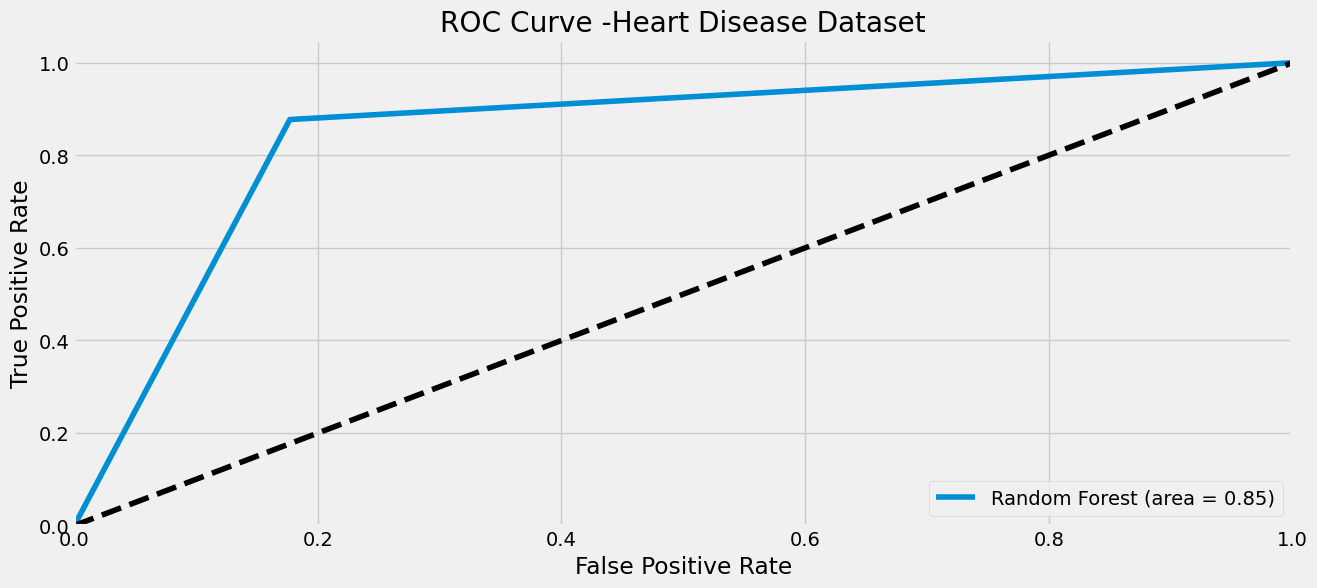 ROC Curve -Heart Disease Dataset
True Positive Rate
1.0
0.8
0.6
0.4
0.2
0.0
Random Forest (area = 0.85)
0.0 0.2 0.4 0.6 0.8 1.0
False Positive Rate